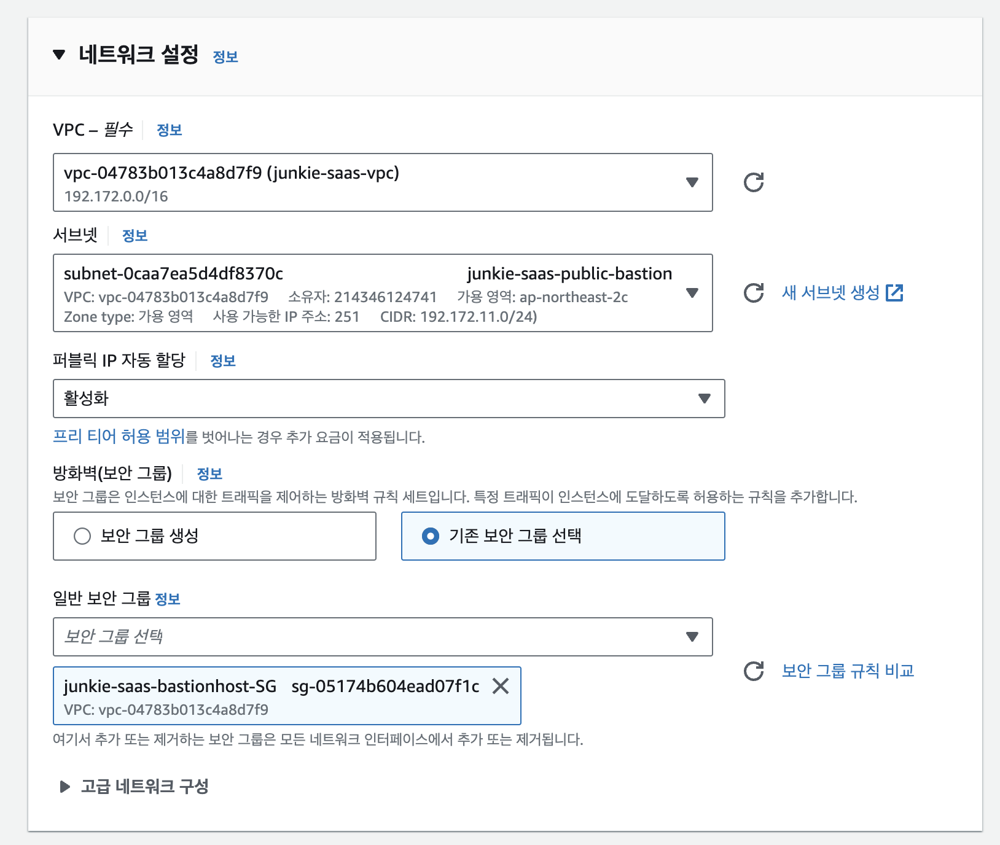 네트워크 설정 정보
VPC – 필수 정보
vpc-04783b013c4a8d7f9 (junkie-saas-vpc)
192.172.0.0/16
서브넷 정보
subnet-0caa7ea5d4df8370c junkie-saas-public-bastion
VPC: vpc-04783b013c4a8d7f9 소유자: 214346124741 가용 영역: ap-northeast-2c
Zone type: 가용 영역 사용 가능한 IP 주소: 251 CIDR: 192.172.11.0/24)
새 서브넷 생성
퍼블릭 IP 자동 할당 정보
활성화
프리 티어 허용 범위를 벗어나는 경우 추가 요금이 적용됩니다.
방화벽(보안 그룹) 정보
보안 그룹은 인스턴스에 대한 트래픽을 제어하는 방화벽 규칙 세트입니다. 특정 트래픽이 인스턴스에 도달하도록 허용하는 규칙을 추가합니다.
보안 그룹 생성 기존 보안 그룹 선택
일반 보안 그룹 정보
보안 그룹 선택
junkie-saas-bastionhost-SG sg-05174b604ead07f1c
VPC: vpc-04783b013c4a8d7f9
보안 그룹 규칙 비교
여기서 추가 또는 제거하는 보안 그룹은 모든 네트워크 인터페이스에서 추가 또는 제거됩니다.
고급 네트워크 구성